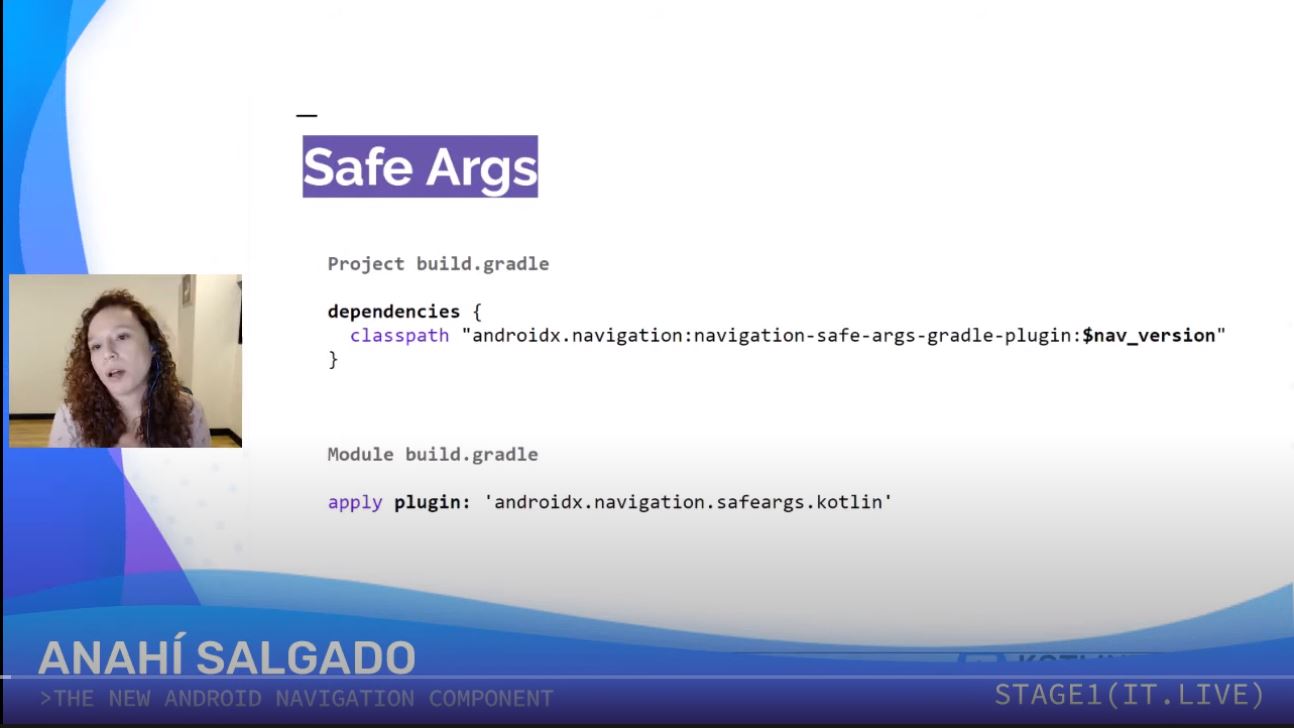 Safe Args
Project build.gradle
dependencies {
classpath "androidx.navigation:navigation-safe-args-gradle-plugin:$nav_version"
}
Module build.gradle
apply plugin: 'androidx.navigation.safeargs.kotlin'
ANAHÍ SALGADO
>THE NEW ANDROID NAVIGATION COMPONENT
STAGE1(IT.LIVE)